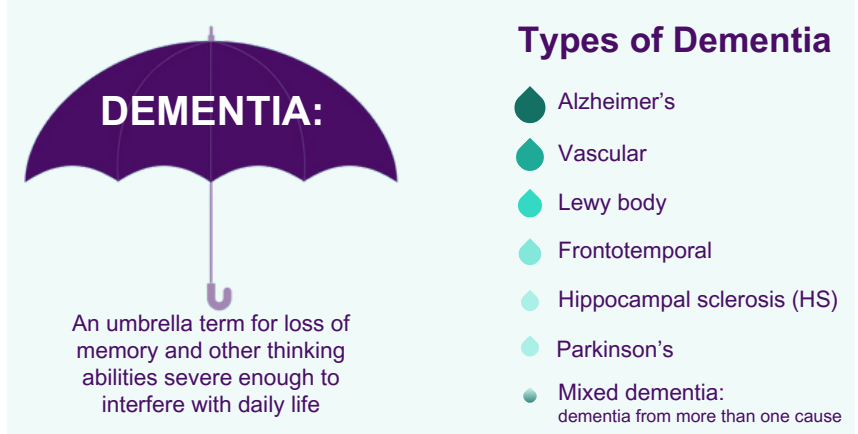 DEMENTIA:
An umbrella term for loss of
memory and other thinking
abilities severe enough to
interfere with daily life
Types of Dementia
Alzheimer’s
Vascular
Lewy body
Frontotemporal
Hippocampal sclerosis (HS)
Parkinson’s
Mixed dementia:
dementia from more than one cause